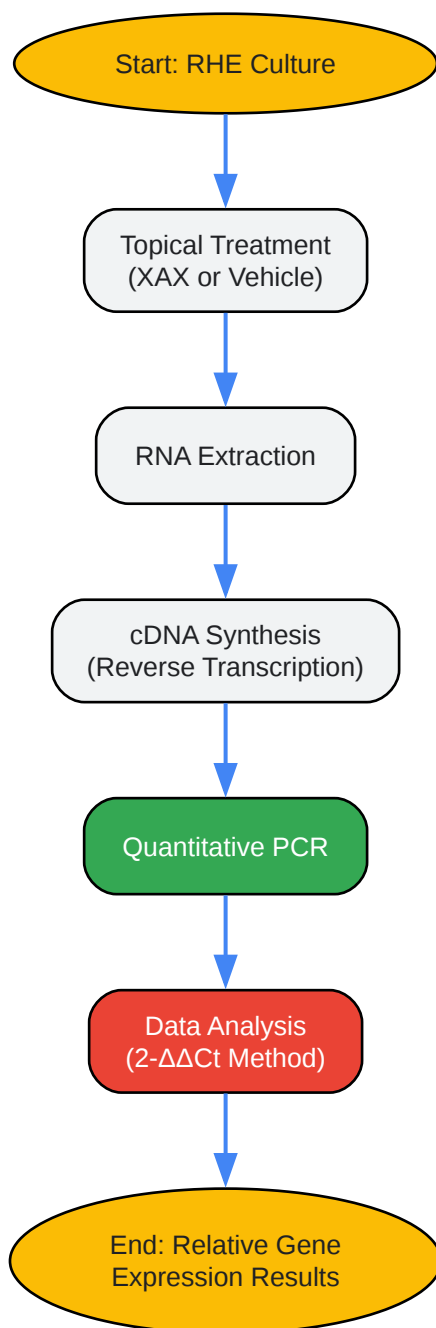 Start: RHE Culture
Topical Treatment
(XAX or Vehicle)
RNA Extraction
cDNA Synthesis
(Reverse Transcription)
Quantitative PCR
Data Analysis
(2-ΔΔCt Method)
End: Relative Gene
Expression Results